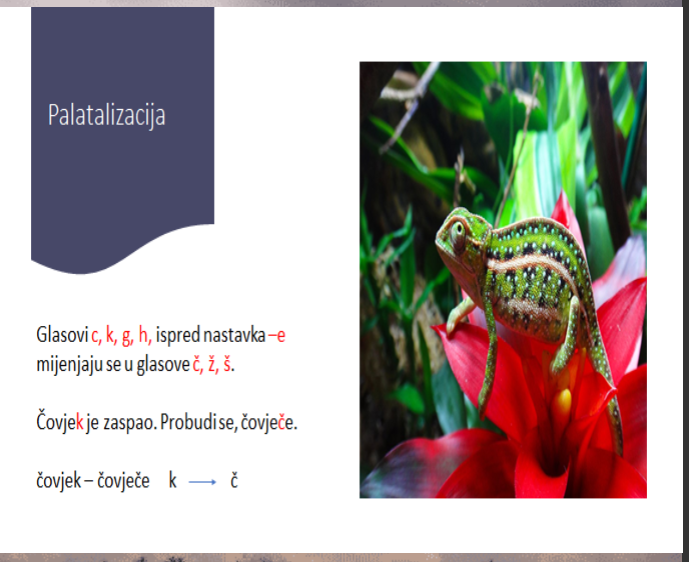 Palatalizacija
Glasovi c, k, g, h, ispred nastavka –e
mijenjaju se u glasove č, ž, š.
Čovjek je zaspao. Probudi se, čovječe.
čovjek – čovječe k → č